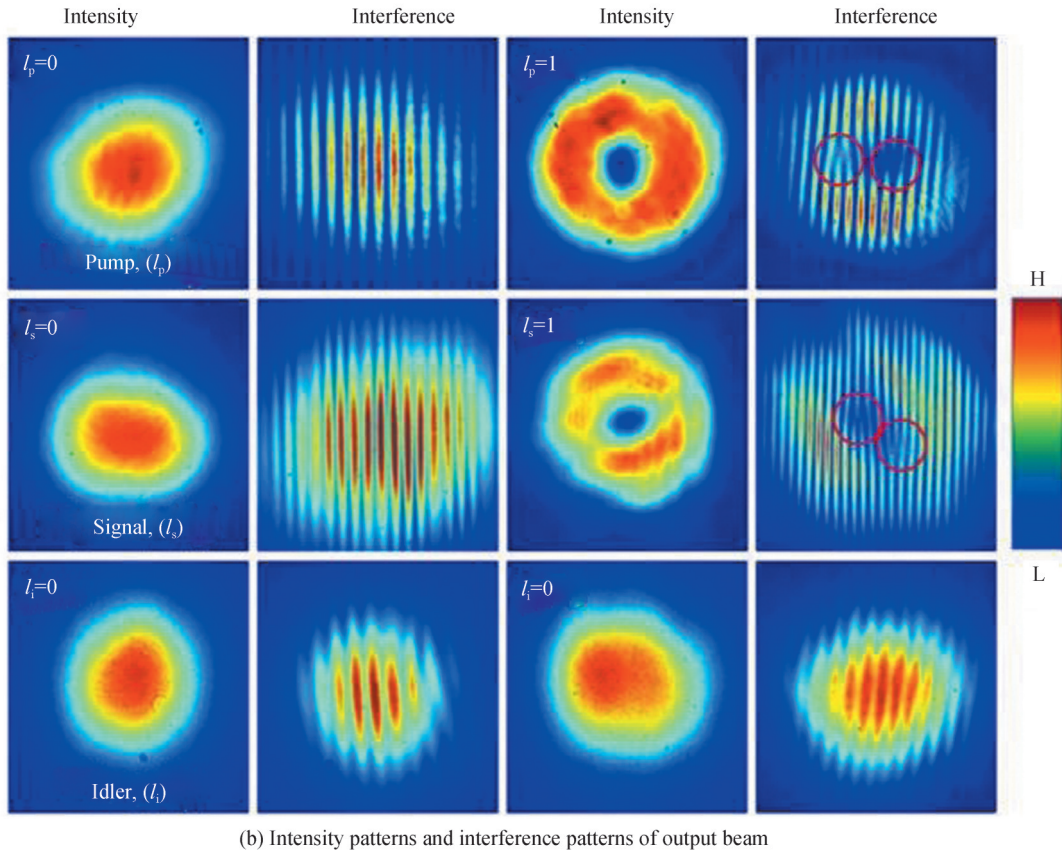 Intensity Interference Intensity Interference
lp=0 lp=1
Pump, (lp)
H
ls=0 ls=1
Signal, (ls)
L
li=0 li=0
Idler, (li)
(b) Intensity patterns and interference patterns of output beam